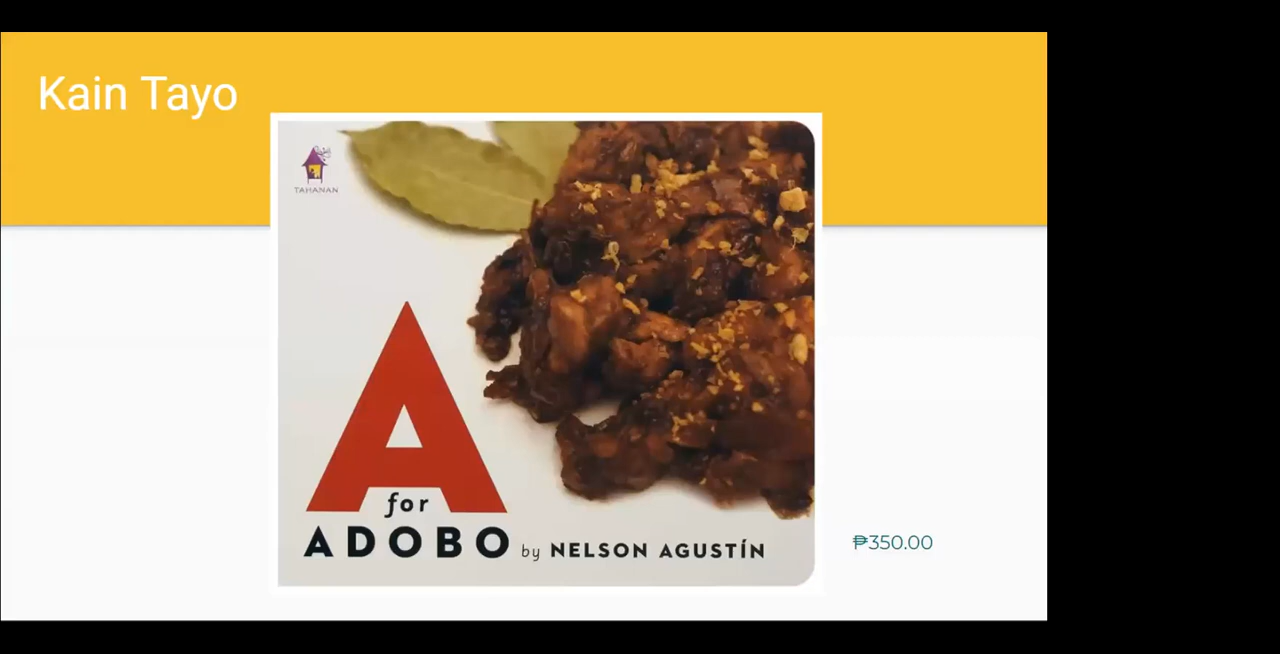 Kain Tayo
TAHANAN
A
for
ADOBO by NELSON AGUSTÍN
₱350.00